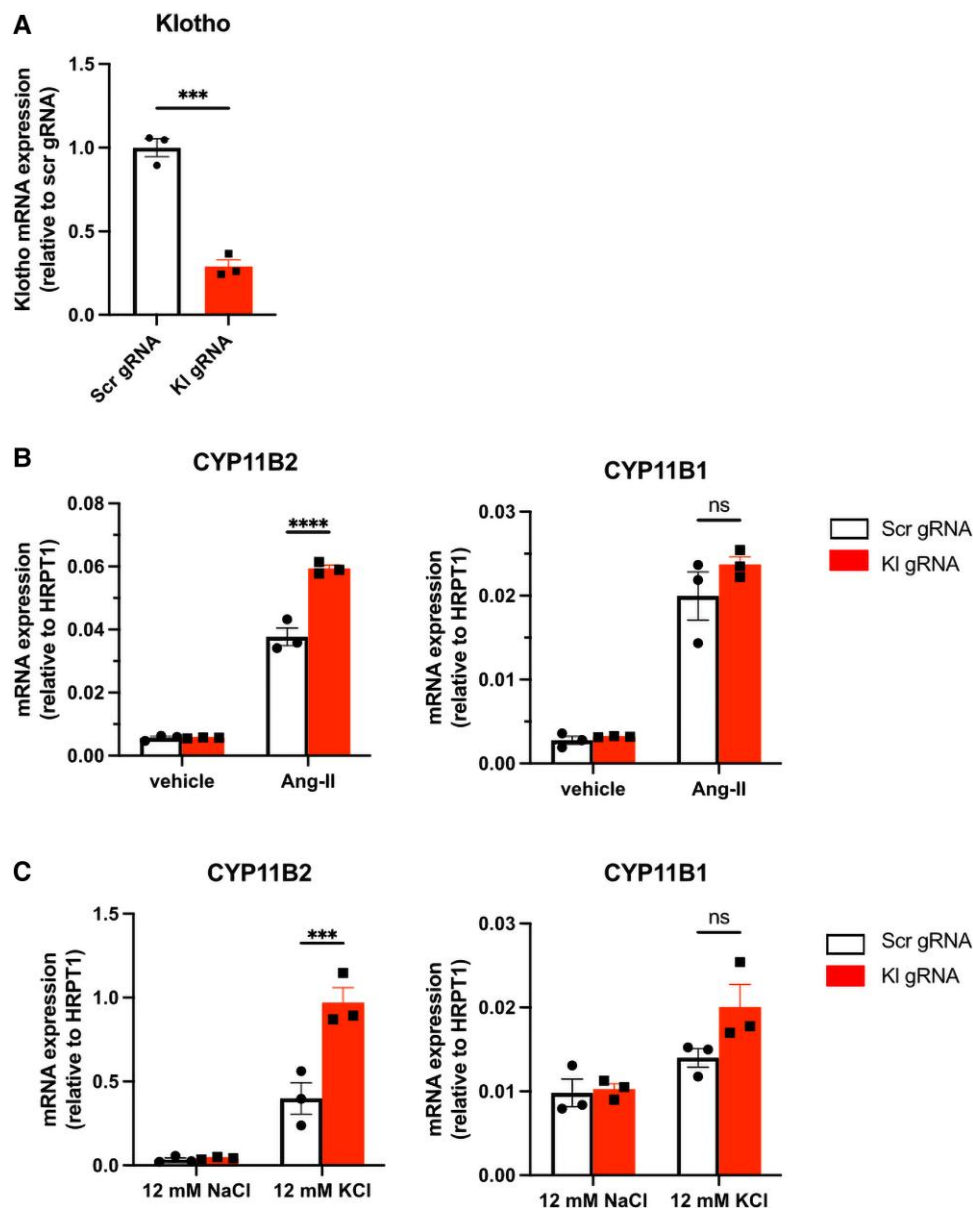 A
Klotho
Klotho mRNA expression
(relative to scr gRNA)
1.5
1.0
0.5
0.0
***
Scr gRNA
Kl gRNA
B
CYP11B2
mRNA expression
(relative to HRPT1)
0.08
0.06
0.04
0.02
0.00
****
vehicle
Ang-II
CYP11B1
mRNA expression
(relative to HRPT1)
0.03
0.02
0.01
0.00
ns
vehicle
Ang-II
Scr gRNA
Kl gRNA
C
CYP11B2
mRNA expression
(relative to HRPT1)
1.5
1.0
0.5
0.0
***
12 mM NaCl
12 mM KCl
CYP11B1
mRNA expression
(relative to HRPT1)
0.03
0.02
0.01
0.00
ns
12 mM NaCl
12 mM KCl
Scr gRNA
Kl gRNA